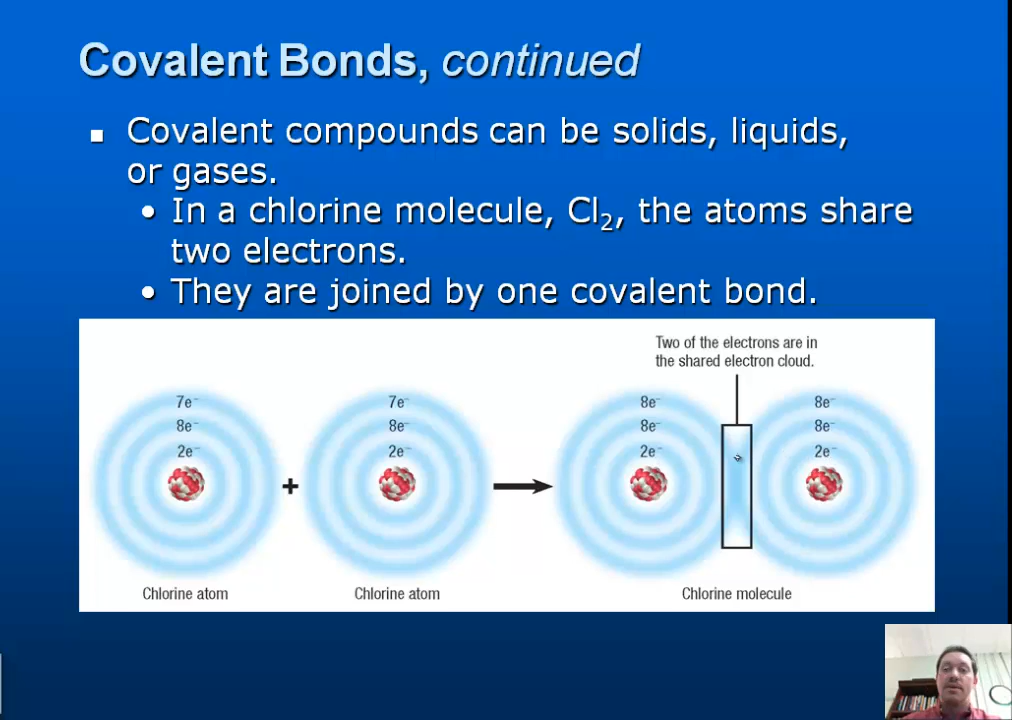 Covalent Bonds, continued
Covalent compounds can be solids, liquids,
or gases.
• In a chlorine molecule, Cl₂, the atoms share
two electrons.
• They are joined by one covalent bond.
Two of the electrons are in
the shared electron cloud.
7e⁻ 7e⁻ 8e⁻ 8e⁻
8e⁻ 8e⁻ 8e⁻ 8e⁻
2e⁻ 2e⁻ 2e⁻ 2e⁻
+
Chlorine atom Chlorine atom Chlorine molecule